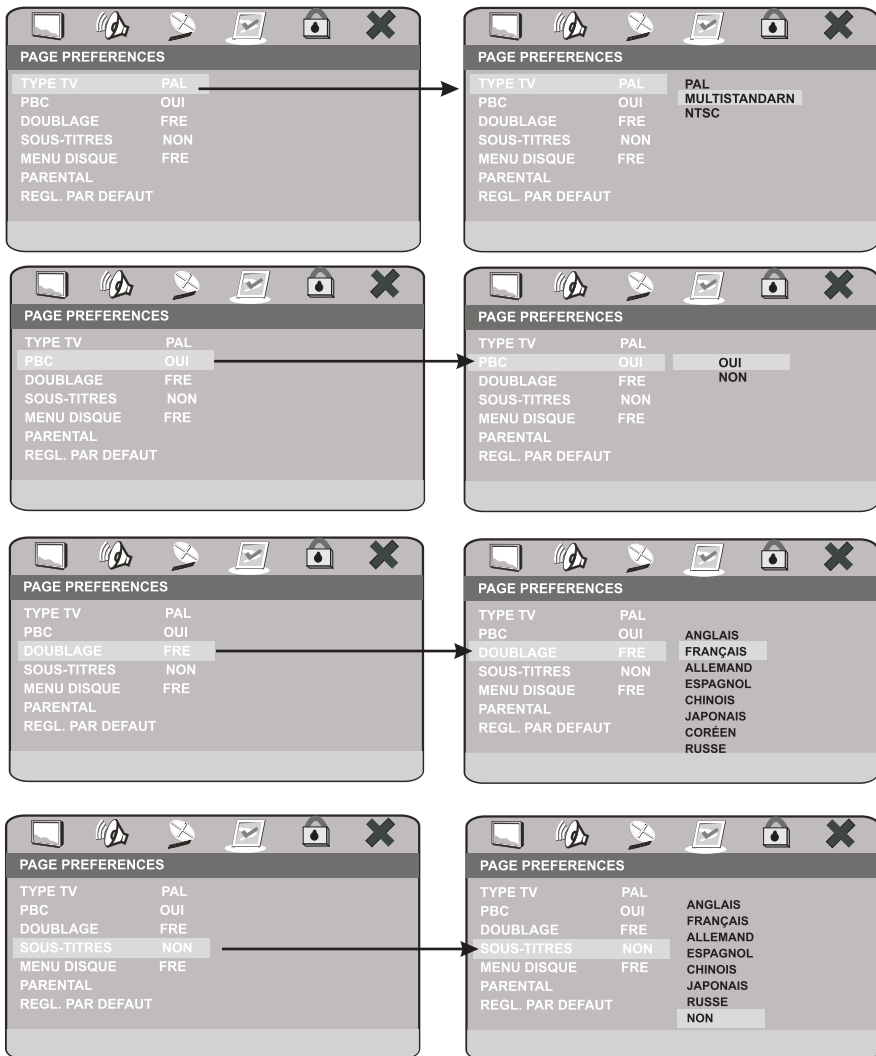 PAGE PREFERENCES
TYPE TV PAL
PBC OUI
DOUBLAGE FRE
SOUS-TITRES NON
MENU DISQUE FRE
PARENTAL
REGL. PAR DEFAUT
PAGE PREFERENCES
TYPE TV PAL
PBC OUI
DOUBLAGE FRE
SOUS-TITRES NON
MENU DISQUE FRE
PARENTAL
REGL. PAR DEFAUT
PAL
MULTISTANDARN
NTSC
PAGE PREFERENCES
TYPE TV PAL
PBC OUI
DOUBLAGE FRE
SOUS-TITRES NON
MENU DISQUE FRE
PARENTAL
REGL. PAR DEFAUT
PAGE PREFERENCES
TYPE TV PAL
PBC OUI
DOUBLAGE FRE
SOUS-TITRES NON
MENU DISQUE FRE
PARENTAL
REGL. PAR DEFAUT
OUI
NON
PAGE PREFERENCES
TYPE TV PAL
PBC OUI
DOUBLAGE FRE
SOUS-TITRES NON
MENU DISQUE FRE
PARENTAL
REGL. PAR DEFAUT
PAGE PREFERENCES
TYPE TV PAL
PBC OUI
DOUBLAGE FRE
SOUS-TITRES NON
MENU DISQUE FRE
PARENTAL
REGL. PAR DEFAUT
ANGLAIS
FRANÇAIS
ALLEMAND
ESPAGNOL
CHINOIS
JAPONAIS
CORÉEN
RUSSE
PAGE PREFERENCES
TYPE TV PAL
PBC OUI
DOUBLAGE FRE
SOUS-TITRES NON
MENU DISQUE FRE
PARENTAL
REGL. PAR DEFAUT
PAGE PREFERENCES
TYPE TV PAL
PBC OUI
DOUBLAGE FRE
SOUS-TITRES NON
MENU DISQUE FRE
PARENTAL
REGL. PAR DEFAUT
ANGLAIS
FRANÇAIS
ALLEMAND
ESPAGNOL
CHINOIS
JAPONAIS
RUSSE
NON